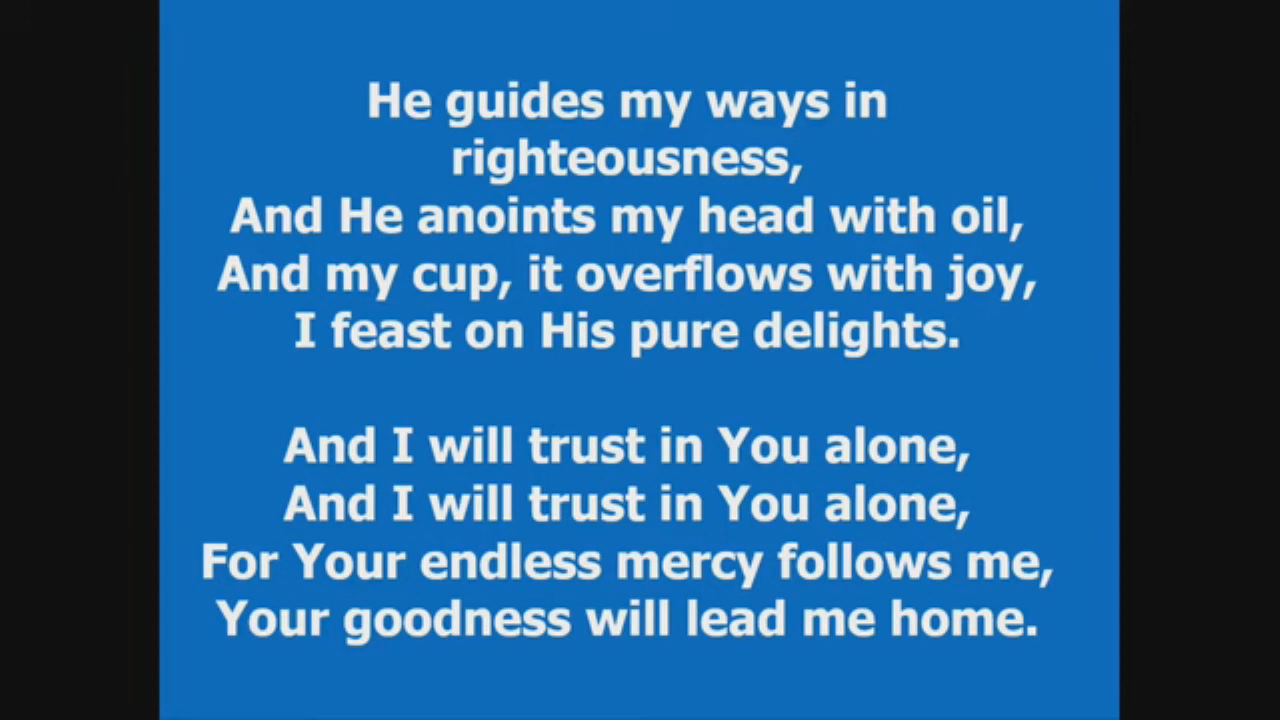 He guides my ways in
righteousness,
And He anoints my head with oil,
And my cup, it overflows with joy,
I feast on His pure delights.
And I will trust in You alone,
And I will trust in You alone,
For Your endless mercy follows me,
Your goodness will lead me home.